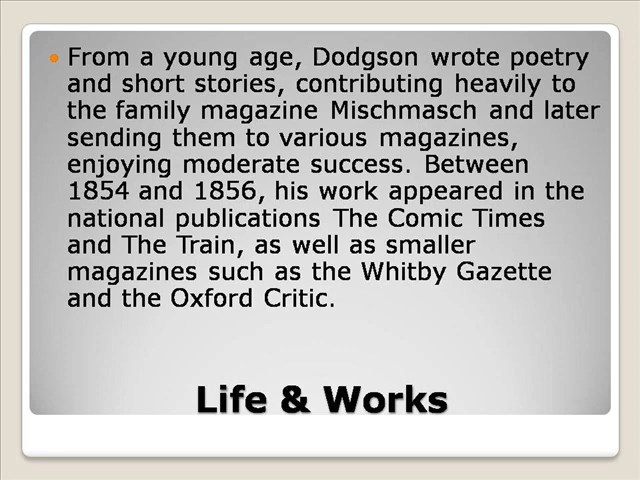 From a young age, Dodgson wrote poetry
and short stories, contributing heavily to
the family magazine Mischmasch and later
sending them to various magazines,
enjoying moderate success. Between
1854 and 1856, his work appeared in the
national publications The Comic Times
and The Train, as well as smaller
magazines such as the Whitby Gazette
and the Oxford Critic.
Life & Works